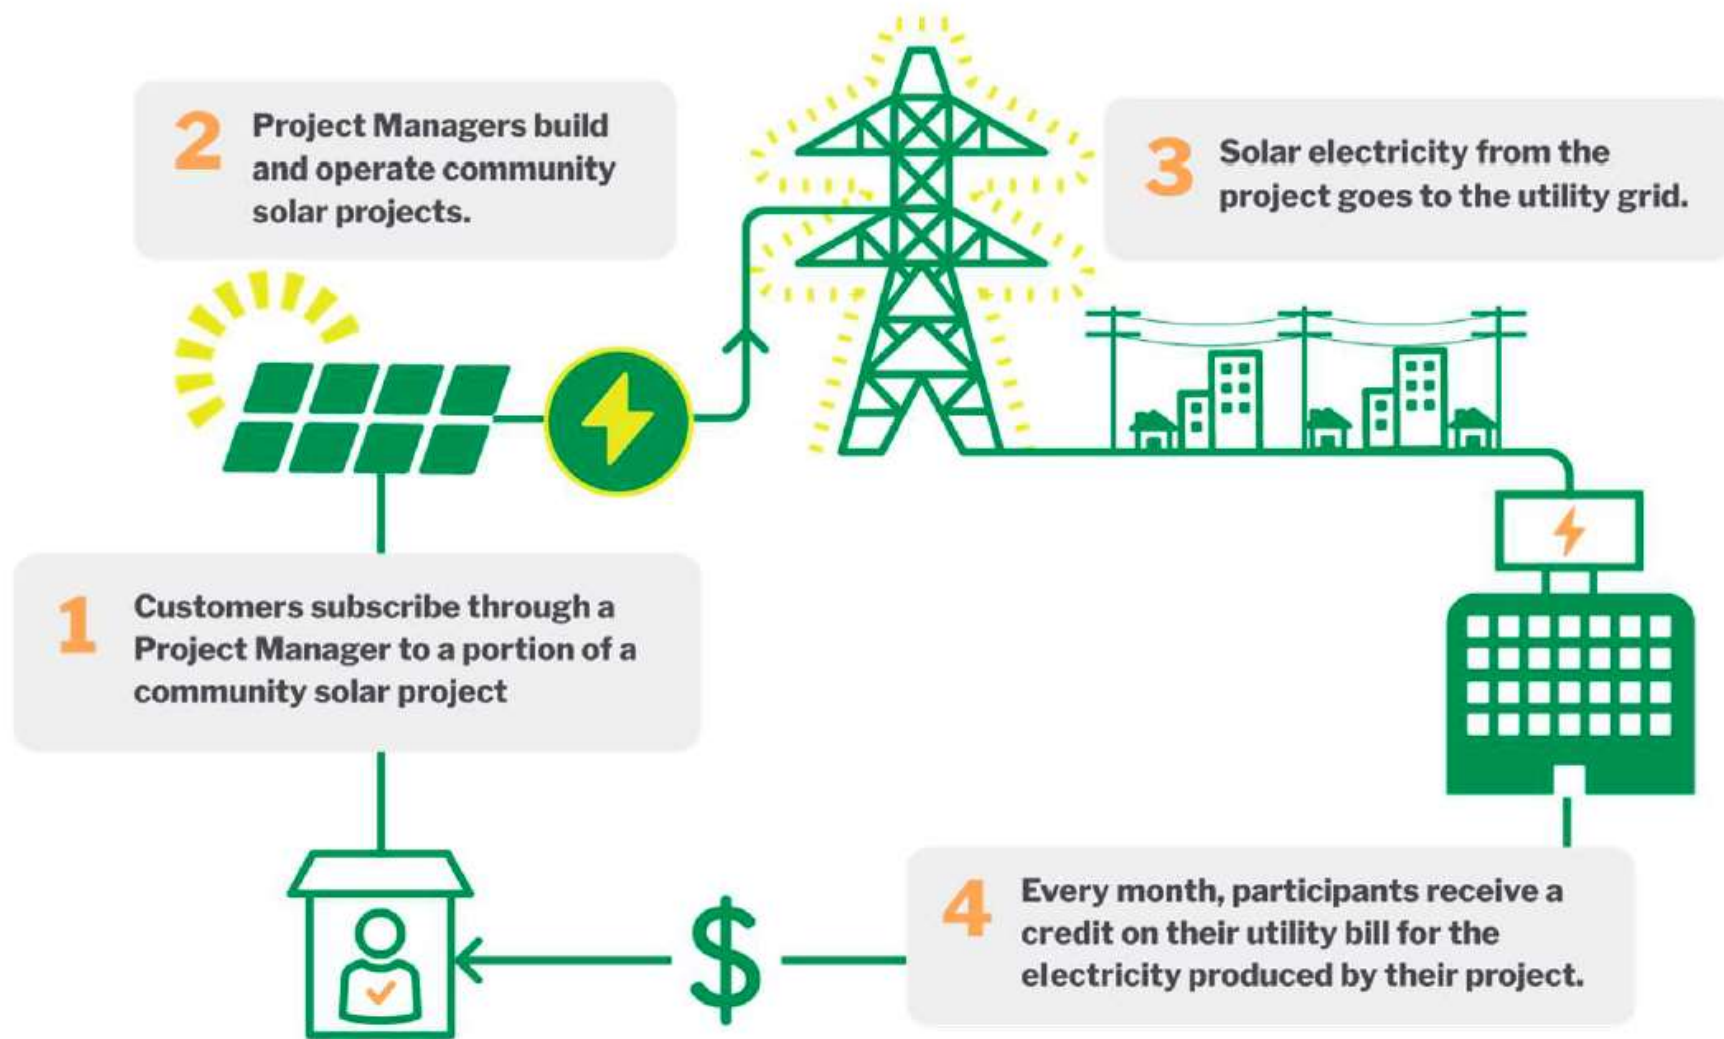 2
Project Managers build
and operate community
solar projects.
3
Solar electricity from the
project goes to the utility grid.
1
Customers subscribe through a
Project Manager to a portion of a
community solar project
4
Every month, participants receive a
credit on their utility bill for the
electricity produced by their project.
$